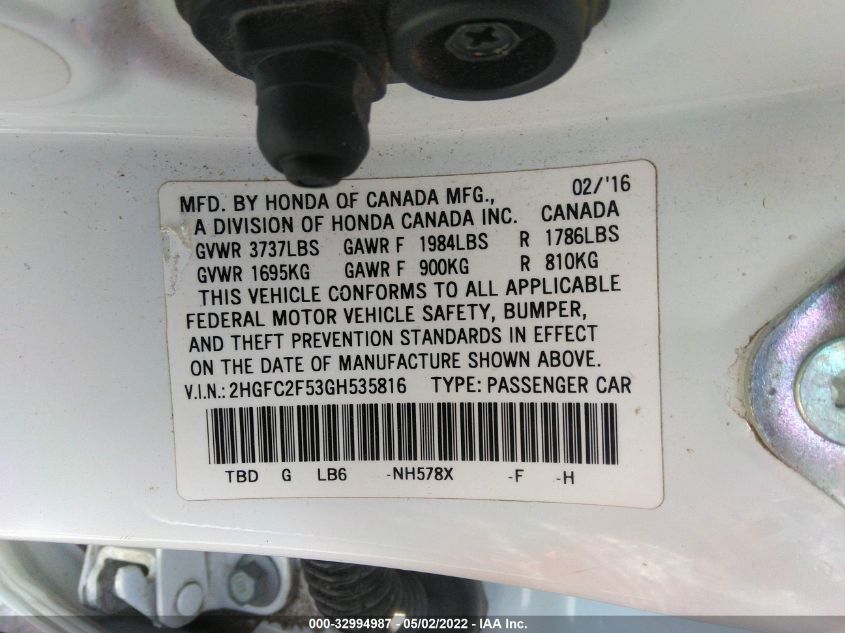 MFD. BY HONDA OF CANADA MFG., 02/'16
A DIVISION OF HONDA CANADA INC. CANADA
GVWR 3737LBS GAWR F 1984LBS R 1786LBS
GVWR 1695KG GAWR F 900KG R 810KG
THIS VEHICLE CONFORMS TO ALL APPLICABLE
FEDERAL MOTOR VEHICLE SAFETY, BUMPER,
AND THEFT PREVENTION STANDARDS IN EFFECT
ON THE DATE OF MANUFACTURE SHOWN ABOVE.
V.I.N.: 2HGFC2F53GH535816 TYPE: PASSENGER CAR
TBD G LB6 -NH578X -F -H
000-32994987 - 05/02/2022 - IAA Inc.